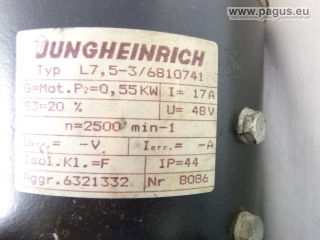 © www.pagus.eu
JUNGHEINRICH
Typ L7,5-3/6810741
G=Mot.P2=0,55KW I= 17A
S3=20 % U= 48V
n=2500 min-1
Uerr.= -V Ierr.= -A
Isol.Kl.=F IP=44
Aggr.6321332 Nr 8086